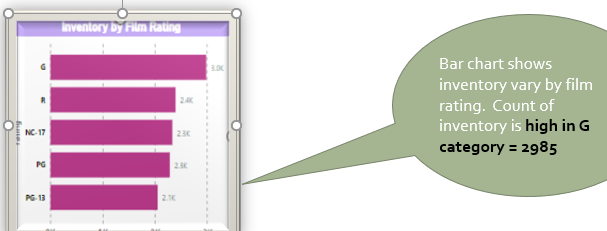 Inventory by Film Rating
G
3.0K
R
2.4K
NC-17
2.3K
PG
2.3K
PG-13
2.1K
rating
Bar chart shows
inventory vary by film
rating.  Count of
inventory is high in G
category = 2985